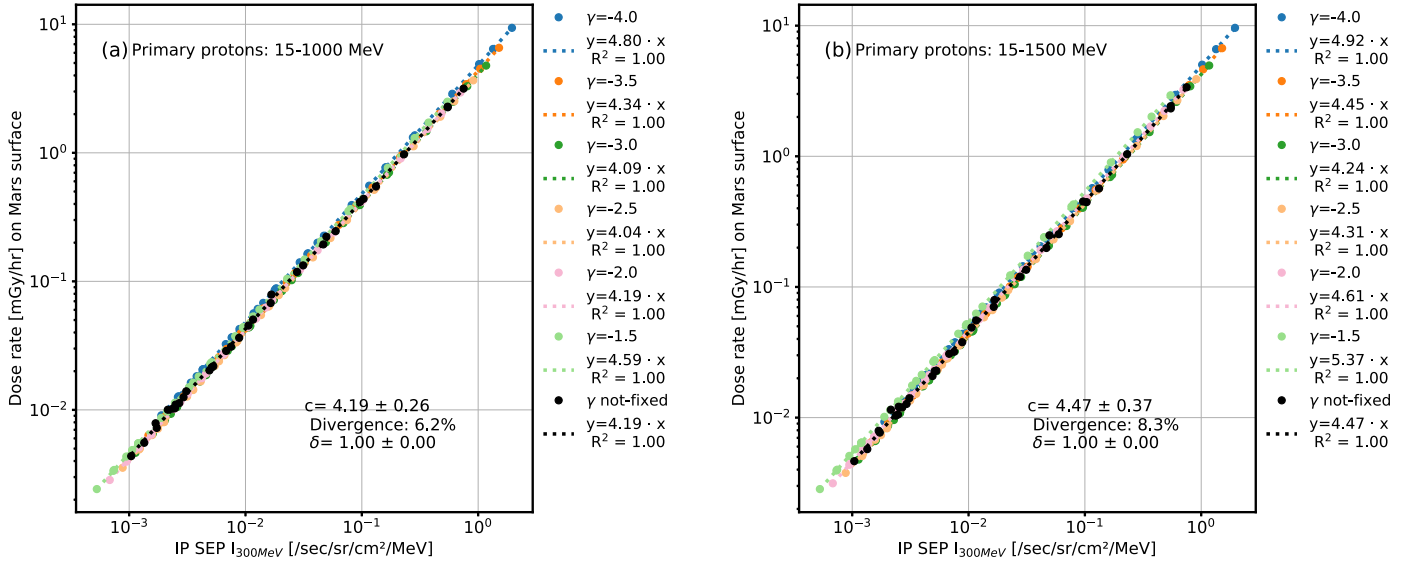 (a) Primary protons: 15-1000 MeV
Dose rate [mGy/hr] on Mars surface
10¹
10⁰
10⁻¹
10⁻²
c= 4.19 ± 0.26
Divergence: 6.2%
δ= 1.00 ± 0.00
10⁻³
10⁻²
10⁻¹
10⁰
IP SEP I₃₀₀MeV [/sec/sr/cm²/MeV]
γ=-4.0
y=4.80 · x
R² = 1.00
γ=-3.5
y=4.34 · x
R² = 1.00
γ=-3.0
y=4.09 · x
R² = 1.00
γ=-2.5
y=4.04 · x
R² = 1.00
γ=-2.0
y=4.19 · x
R² = 1.00
γ=-1.5
y=4.59 · x
R² = 1.00
γ not-fixed
y=4.19 · x
R² = 1.00
(b) Primary protons: 15-1500 MeV
Dose rate [mGy/hr] on Mars surface
10¹
10⁰
10⁻¹
10⁻²
c= 4.47 ± 0.37
Divergence: 8.3%
δ= 1.00 ± 0.00
10⁻³
10⁻²
10⁻¹
10⁰
IP SEP I₃₀₀MeV [/sec/sr/cm²/MeV]
γ=-4.0
y=4.92 · x
R² = 1.00
γ=-3.5
y=4.45 · x
R² = 1.00
γ=-3.0
y=4.24 · x
R² = 1.00
γ=-2.5
y=4.31 · x
R² = 1.00
γ=-2.0
y=4.61 · x
R² = 1.00
γ=-1.5
y=5.37 · x
R² = 1.00
γ not-fixed
y=4.47 · x
R² = 1.00